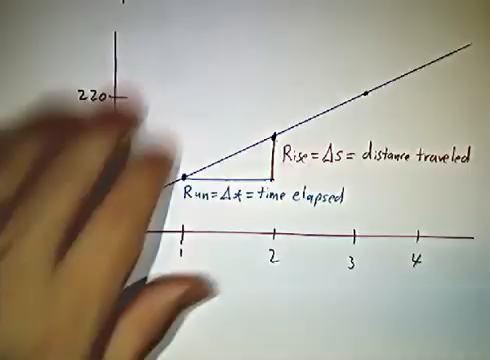 220
Rise = Δs = distance traveled
Run = Δt = time elapsed
1 2 3 4